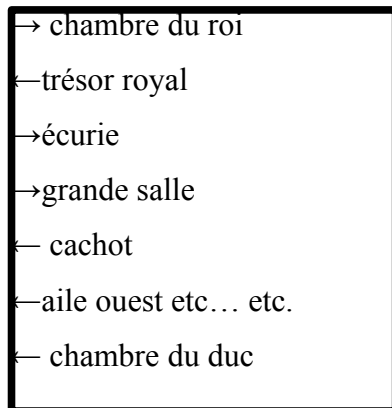 → chambre du roi
←trésor royal
→écurie
→grande salle
← cachot
←aile ouest etc… etc.
← chambre du duc